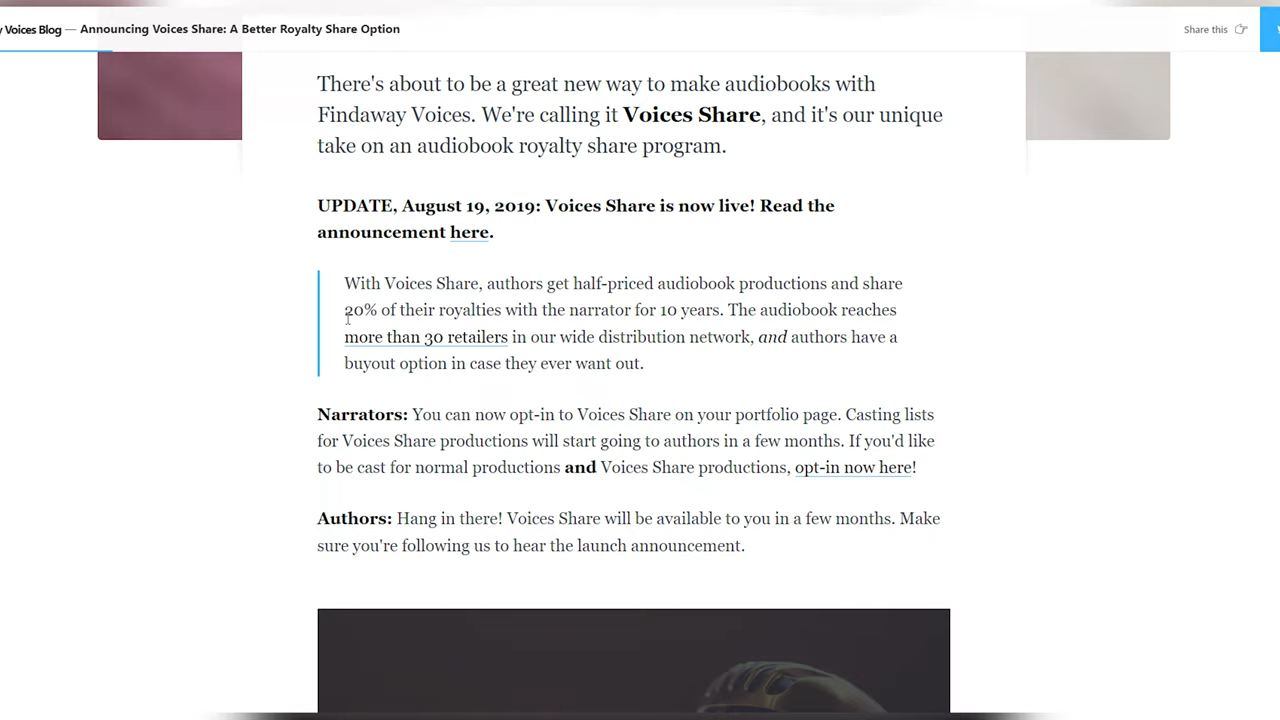 y Voices Blog — Announcing Voices Share: A Better Royalty Share Option
Share this
There's about to be a great new way to make audiobooks with
Findaway Voices. We're calling it Voices Share, and it's our unique
take on an audiobook royalty share program.
UPDATE, August 19, 2019: Voices Share is now live! Read the
announcement here.
With Voices Share, authors get half-priced audiobook productions and share
20% of their royalties with the narrator for 10 years. The audiobook reaches
more than 30 retailers in our wide distribution network, and authors have a
buyout option in case they ever want out.
Narrators: You can now opt-in to Voices Share on your portfolio page. Casting lists
for Voices Share productions will start going to authors in a few months. If you'd like
to be cast for normal productions and Voices Share productions, opt-in now here!
Authors: Hang in there! Voices Share will be available to you in a few months. Make
sure you're following us to hear the launch announcement.